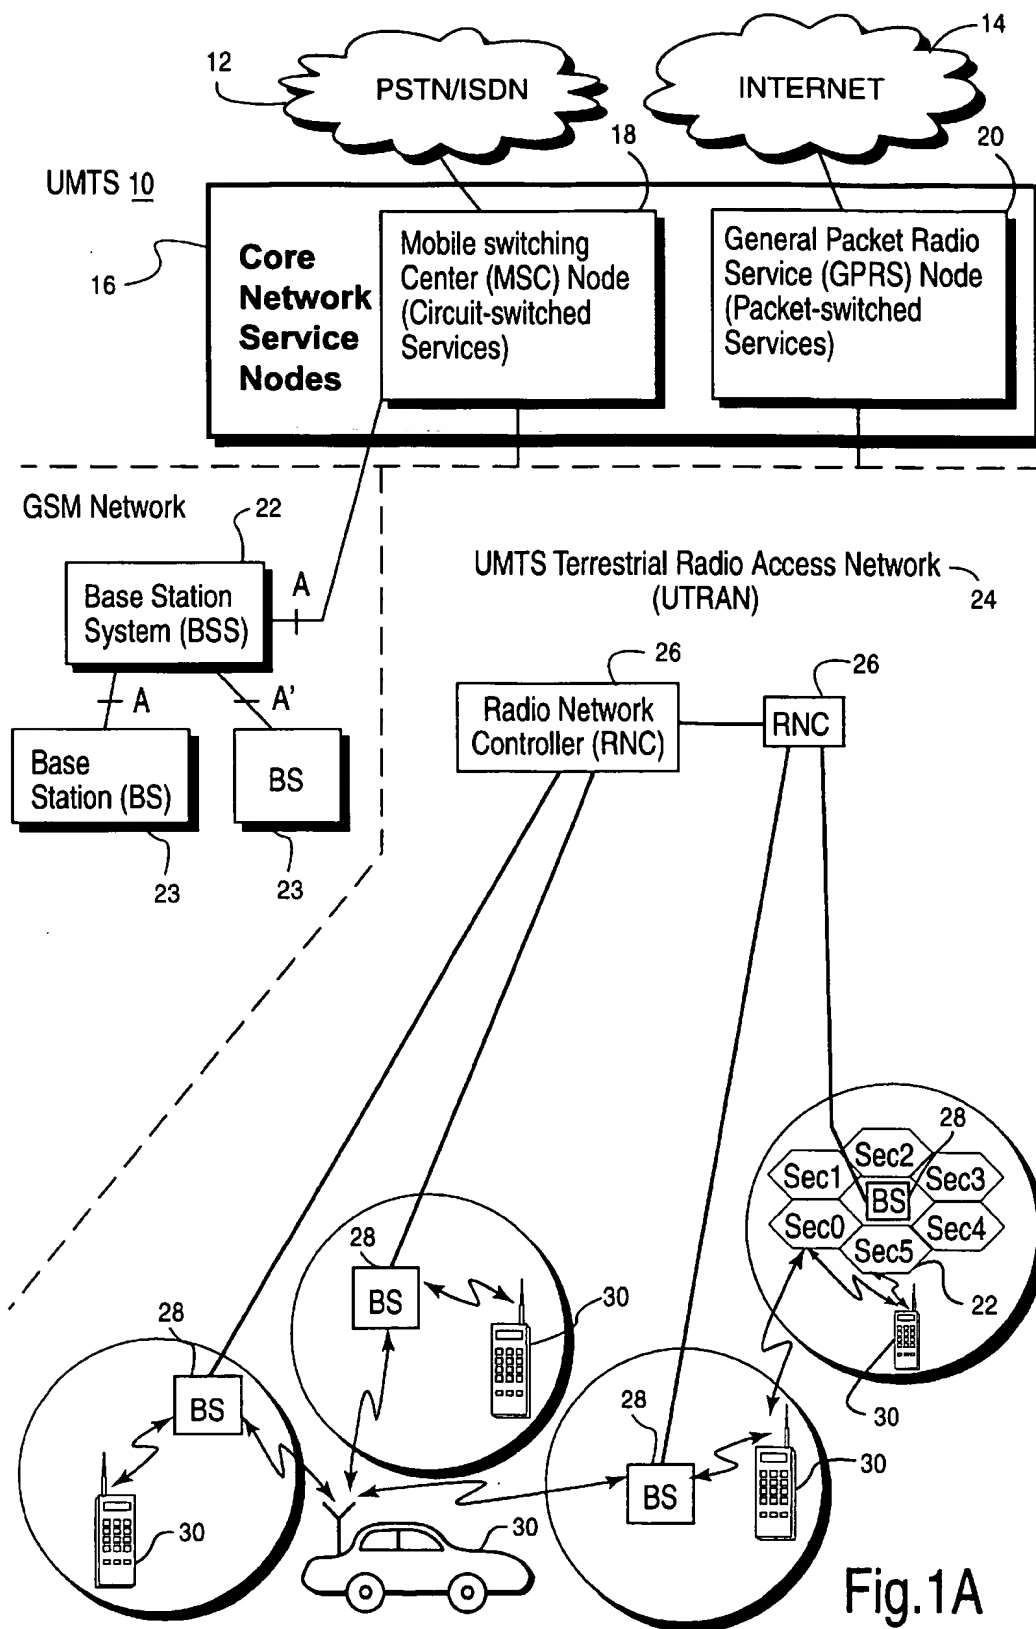 14
12
PSTN/ISDN
INTERNET
18
20
UMTS 10
16
Core
Network
Service
Nodes
Mobile switching
Center (MSC) Node
(Circuit-switched
Services)
General Packet Radio
Service (GPRS) Node
(Packet-switched
Services)
GSM Network
22
Base Station
System (BSS)
A
A
A'
Base
Station (BS)
BS
23
23
UMTS Terrestrial Radio Access Network
(UTRAN)
24
26
26
Radio Network
Controller (RNC)
RNC
28
Sec2
Sec1
Sec3
BS
Sec0
Sec4
Sec5
22
30
28
BS
30
28
BS
30
28
BS
30
30
Fig.1A